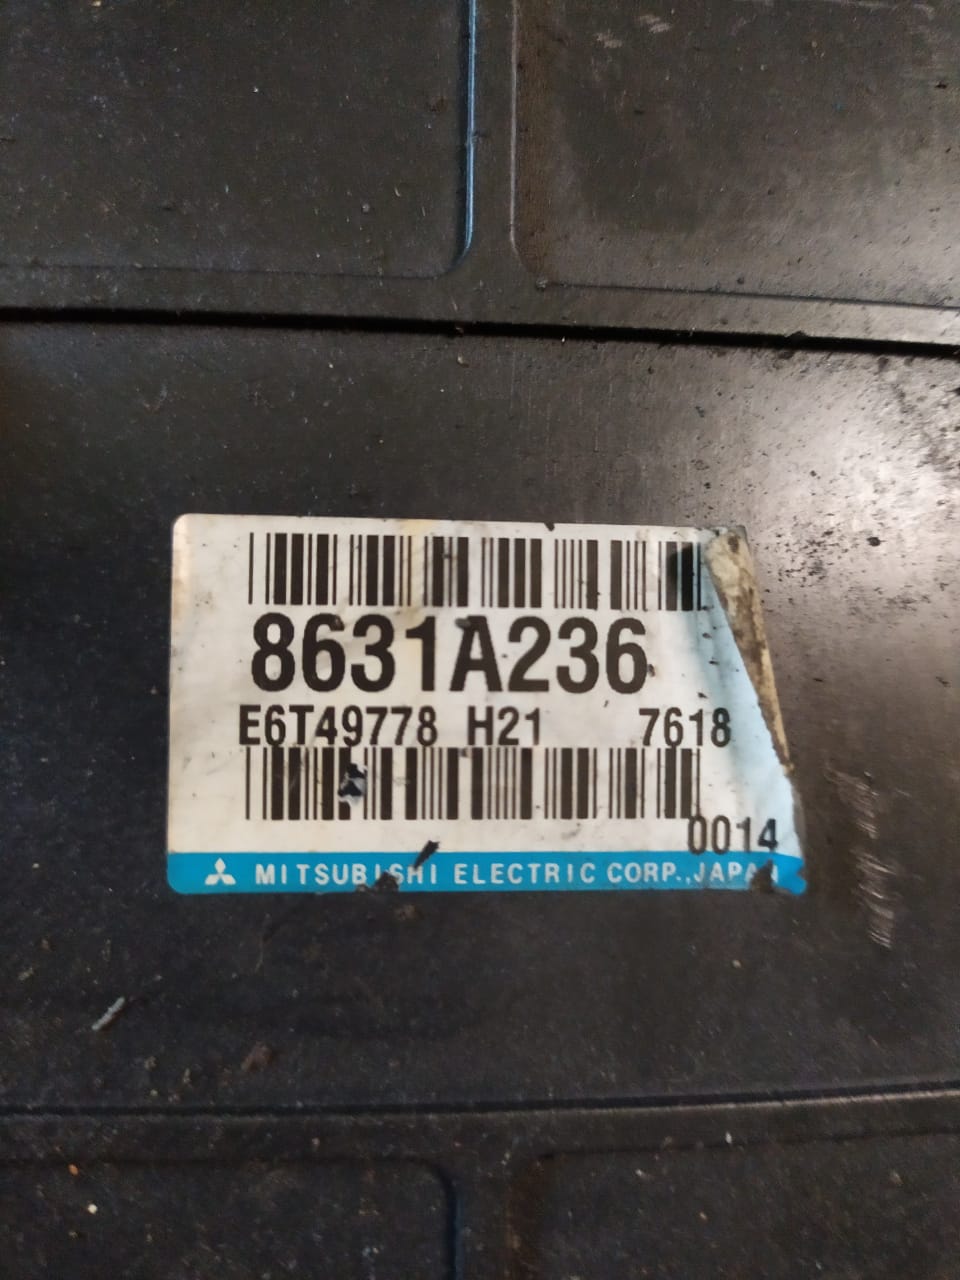 8631A236
E6T49778 H21 7618
0014
MITSUBISHI ELECTRIC CORP., JAPAN